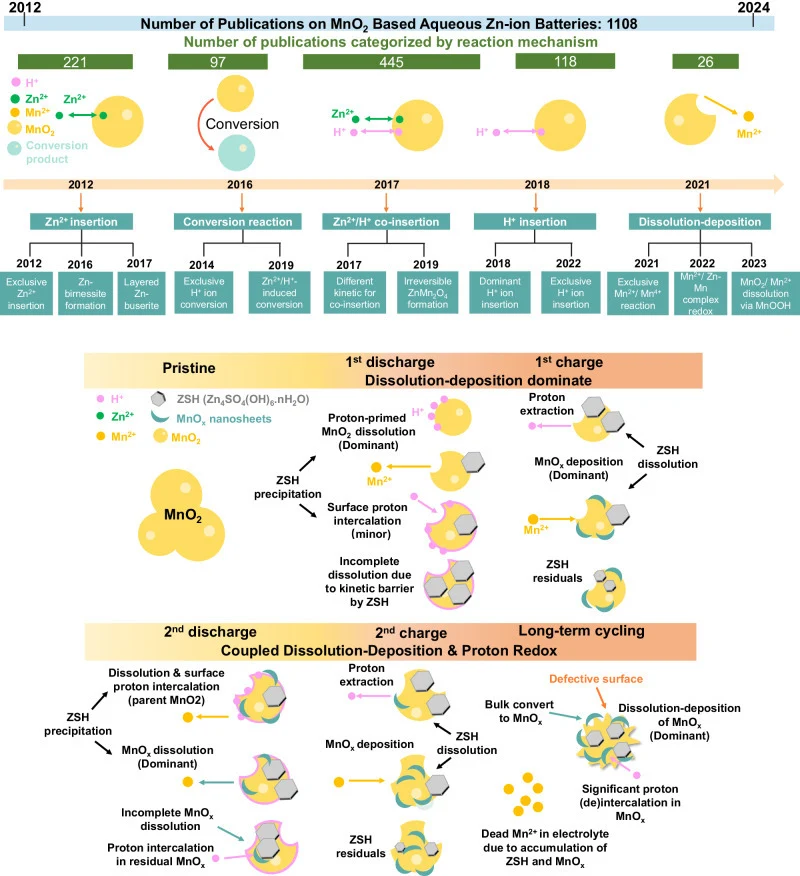 2012
2024
Number of Publications on MnO₂ Based Aqueous Zn-ion Batteries: 1108
Number of publications categorized by reaction mechanism
221
97
445
118
26
H⁺
Zn²⁺
Mn²⁺
MnO₂
Conversion
product
Zn²⁺
Conversion
Zn²⁺
H⁺
H⁺
Mn²⁺
2012
2016
2017
2018
2021
Zn²⁺ insertion
Conversion reaction
Zn²⁺/H⁺ co-insertion
H⁺ insertion
Dissolution-deposition
2012
2016
2017
2014
2019
2017
2019
2018
2022
2021
2022
2023
Exclusive
Zn²⁺
insertion
Zn-
birnessite
formation
Layered
Zn-
buserite
Exclusive
H⁺ ion
conversion
Zn²⁺/H⁺-
induced
conversion
Different
kinetic for
co-insertion
Irreversible
ZnMn₂O₄
formation
Dominant
H⁺ ion
insertion
Exclusive
H⁺ ion
insertion
Exclusive
Mn²⁺/ Mn⁴⁺
reaction
Mn²⁺/ Zn-
Mn
complex
redox
MnO₂/ Mn²⁺
dissolution
via MnOOH
Pristine
1st discharge
1st charge
Dissolution-deposition dominate
H⁺
Zn²⁺
Mn²⁺
ZSH (Zn₄SO₄(OH)₆.nH₂O)
MnOₓ nanosheets
MnO₂
MnO₂
ZSH
precipitation
Proton-primed
MnO₂ dissolution
(Dominant)
H⁺
Mn²⁺
Surface proton
intercalation
(minor)
Incomplete
dissolution due
to kinetic barrier
by ZSH
Proton
extraction
MnOₓ deposition
(Dominant)
ZSH
dissolution
Mn²⁺
ZSH
residuals
2nd discharge
2nd charge
Long-term cycling
Coupled Dissolution-Deposition & Proton Redox
Dissolution & surface
proton intercalation
(parent MnO2)
ZSH
precipitation
MnOₓ dissolution
(Dominant)
Incomplete MnOₓ
dissolution
Proton intercalation
in residual MnOₓ
Proton
extraction
MnOₓ deposition
ZSH
dissolution
ZSH
residuals
Defective surface
Bulk convert
to MnOₓ
Dissolution-deposition
of MnOₓ
(Dominant)
Significant proton
(de)intercalation in
MnOₓ
Dead Mn²⁺ in electrolyte
due to accumulation of
ZSH and MnOₓ